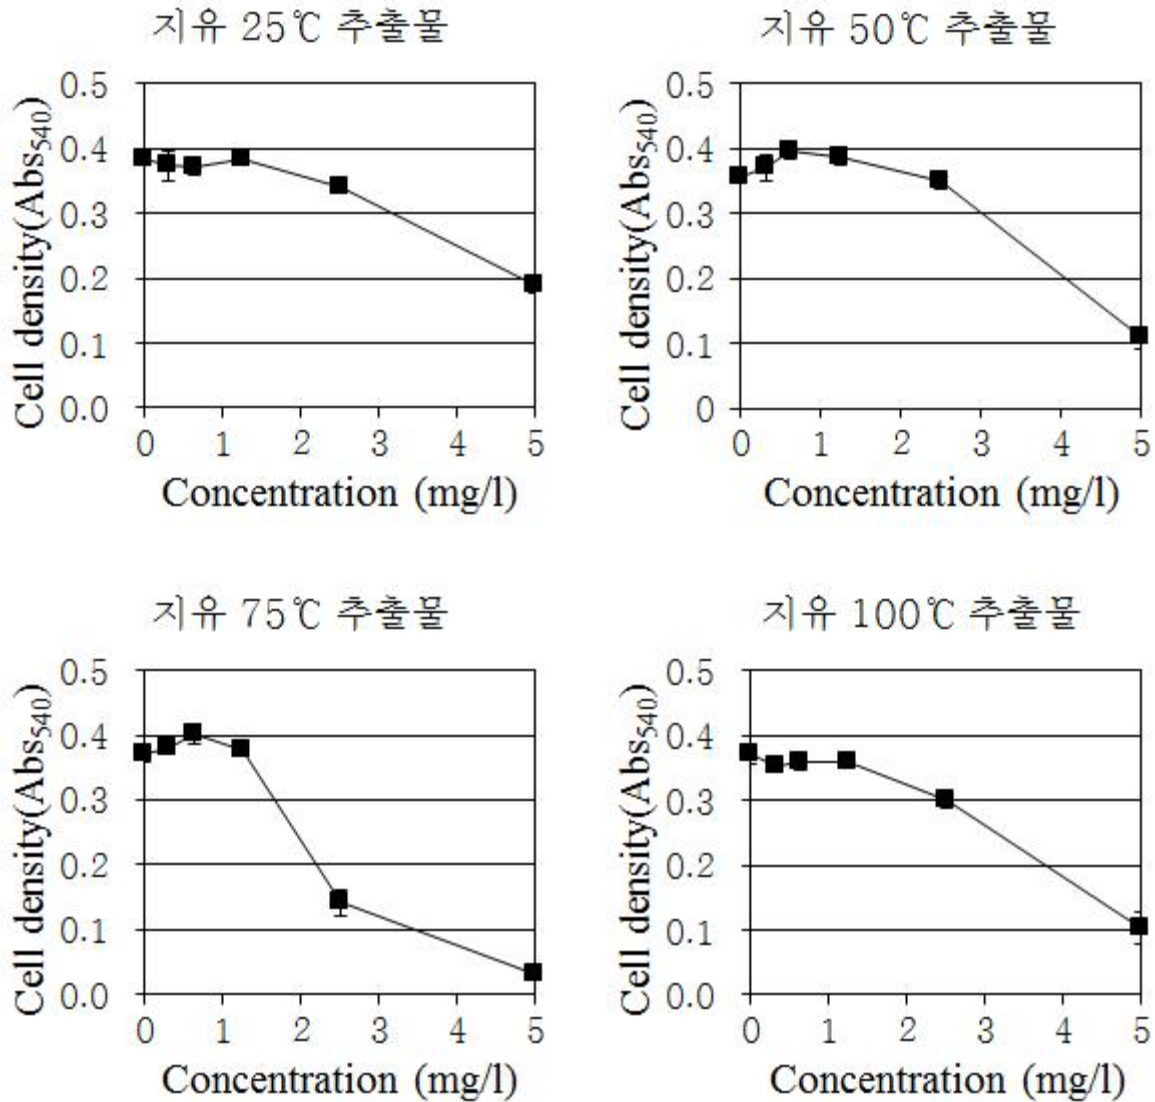 지유 25℃ 추출물
Cell density(Abs540)
0.5
0.4
0.3
0.2
0.1
0.0
0 1 2 3 4 5
Concentration (mg/l)
지유 50℃ 추출물
Cell density(Abs540)
0.5
0.4
0.3
0.2
0.1
0
0 1 2 3 4 5
Concentration (mg/l)
지유 75℃ 추출물
Cell density(Abs540)
0.5
0.4
0.3
0.2
0.1
0.0
0 1 2 3 4 5
Concentration (mg/l)
지유 100℃ 추출물
Cell density(Abs540)
0.5
0.4
0.3
0.2
0.1
0.0
0 1 2 3 4 5
Concentration (mg/l)